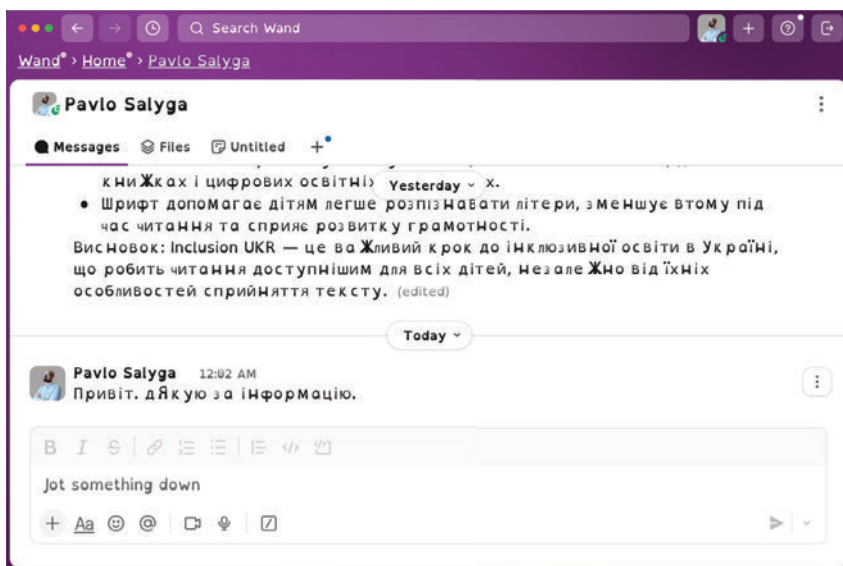 Search Wand
Wand > Home > Pavlo Salyga
Pavlo Salyga
Messages Files Untitled +
книЖках і цифрових освітніх
Yesterday
х.
• Шрифт допомагає дітям легше розпізнавати літери, зменшує втому під
час читання та сприяє розвитку грамотності.
Висновок: Inclusion UKR — це ваЖливий крок до інклюзивної освіти в Україні,
що робить читання доступнішим для всіх дітей, незалеЖно від їхніх
особливостей сприйняття тексту. (edited)
Today
Pavlo Salyga 12:02 AM
Привіт. дЯкую за інформацію.
B I S
Jot something down
+ Aa @